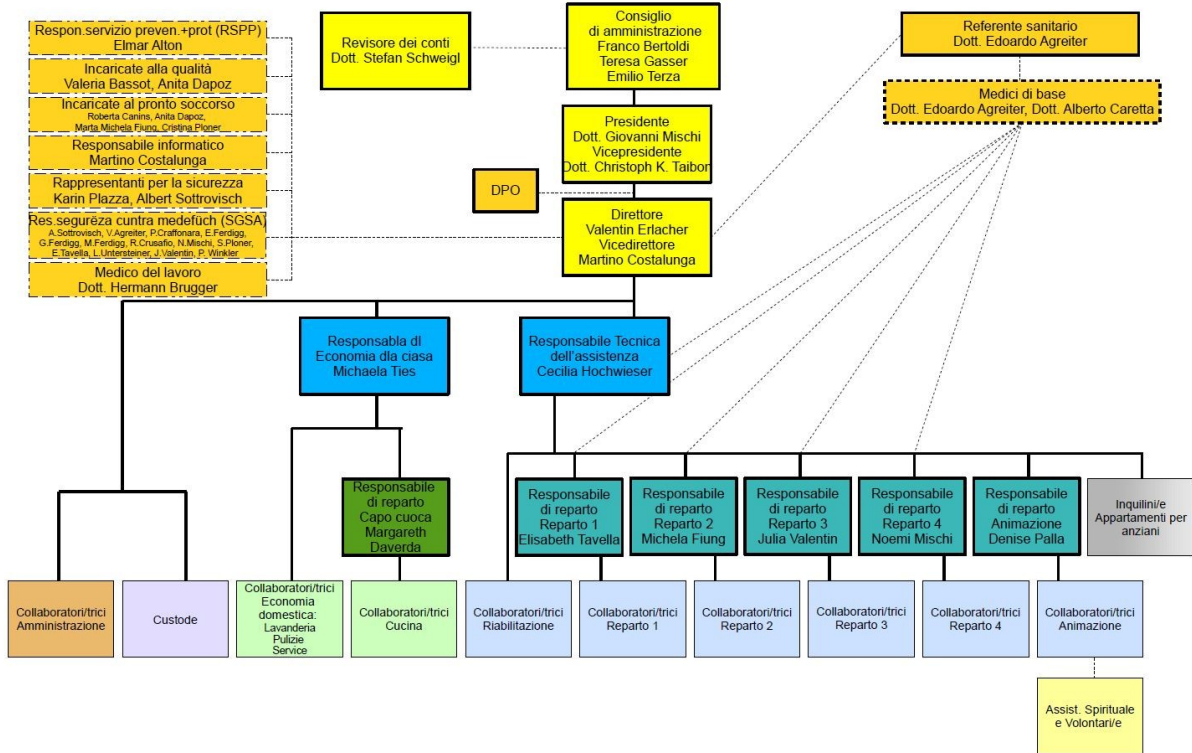 Respon.servizio preven.+prot (RSPP)
Elmar Alton
Incaricate alla qualità
Valeria Bassot, Anita Dapoz
Incaricate al pronto soccorso
Roberta Canins, Anita Dapoz,
Marta Michela Fiung, Cristina Ploner
Responsabile informatico
Martino Costalunga
Rappresentanti per la sicurezza
Karin Plazza, Albert Sottrovisch
Res.segurëza cuntra medefüch (SGSA)
A.Sottrovisch, V.Agreiter, P.Craffonara, E.Ferdigg,
G.Ferdigg, M.Ferdigg, R.Crusafio, N.Mischi, S.Ploner,
E.Tavella, L.Untersteiner, J.Valentin, P. Winkler
Medico del lavoro
Dott. Hermann Brugger
Revisore dei conti
Dott. Stefan Schweigl
Consiglio
di amministrazione
Franco Bertoldi
Teresa Gasser
Emilio Terza
Presidente
Dott. Giovanni Mischi
Vicepresidente
Dott. Christoph K. Taibon
DPO
Direttore
Valentin Erlacher
Vicedirettore
Martino Costalunga
Referente sanitario
Dott. Edoardo Agreiter
Medici di base
Dott. Edoardo Agreiter, Dott. Alberto Caretta
Responsabla dl
Economia dla ciasa
Michaela Ties
Responsabile Tecnica
dell'assistenza
Cecilia Hochwieser
Responsabile
di reparto
Capo cuoca
Margareth
Daverda
Responsabile
di reparto
Reparto 1
Elisabeth Tavella
Responsabile
di reparto
Reparto 2
Michela Fiung
Responsabile
di reparto
Reparto 3
Julia Valentin
Responsabile
di reparto
Reparto 4
Noemi Mischi
Responsabile
di reparto
Animazione
Denise Palla
Inquilini/e
Appartamenti per
anziani
Collaboratori/trici
Amministrazione
Custode
Collaboratori/trici
Economia
domestica:
Lavanderia
Pulizie
Service
Collaboratori/trici
Cucina
Collaboratori/trici
Riabilitazione
Collaboratori/trici
Reparto 1
Collaboratori/trici
Reparto 2
Collaboratori/trici
Reparto 3
Collaboratori/trici
Reparto 4
Collaboratori/trici
Animazione
Assist. Spirituale
e Volontari/e